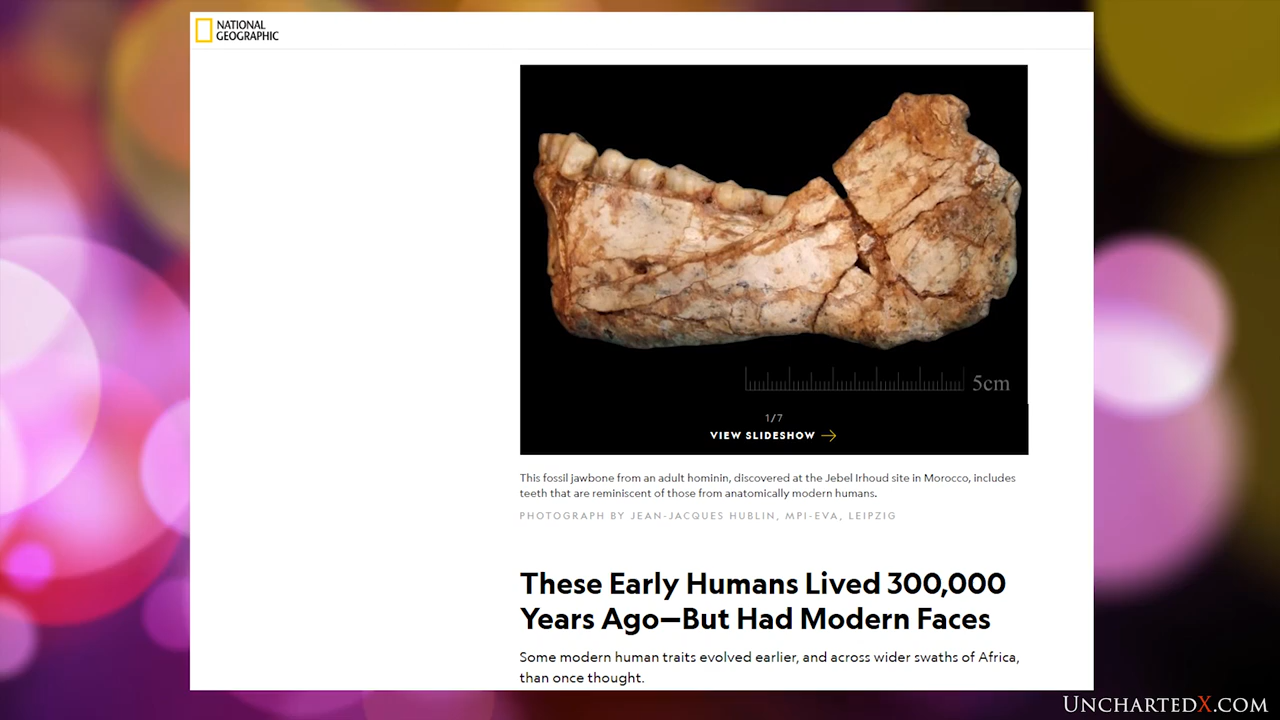 NATIONAL
GEOGRAPHIC
5cm
1/7
VIEW SLIDESHOW
This fossil jawbone from an adult hominin, discovered at the Jebel Irhoud site in Morocco, includes
teeth that are reminiscent of those from anatomically modern humans.
PHOTOGRAPH BY JEAN-JACQUES HUBLIN, MPI-EVA, LEIPZIG
These Early Humans Lived 300,000
Years Ago—But Had Modern Faces
Some modern human traits evolved earlier, and across wider swaths of Africa,
than once thought.
UNCHARTEDX.COM